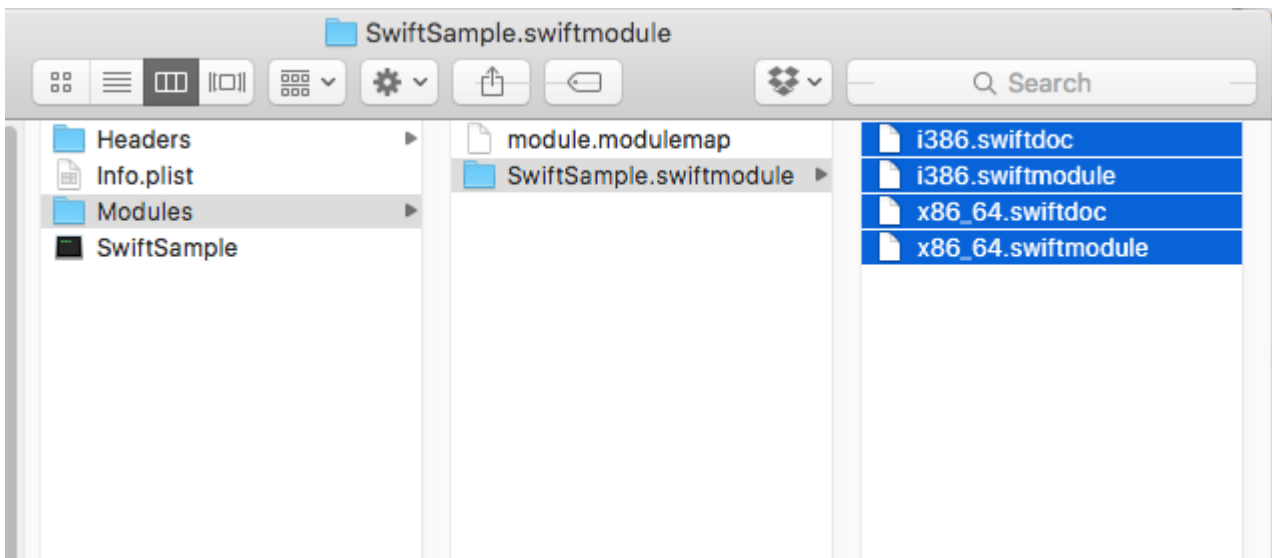 SwiftSample.swiftmodule
Search
Headers
Info.plist
Modules
SwiftSample
module.modulemap
SwiftSample.swiftmodule
i386.swiftdoc
i386.swiftmodule
x86_64.swiftdoc
x86_64.swiftmodule